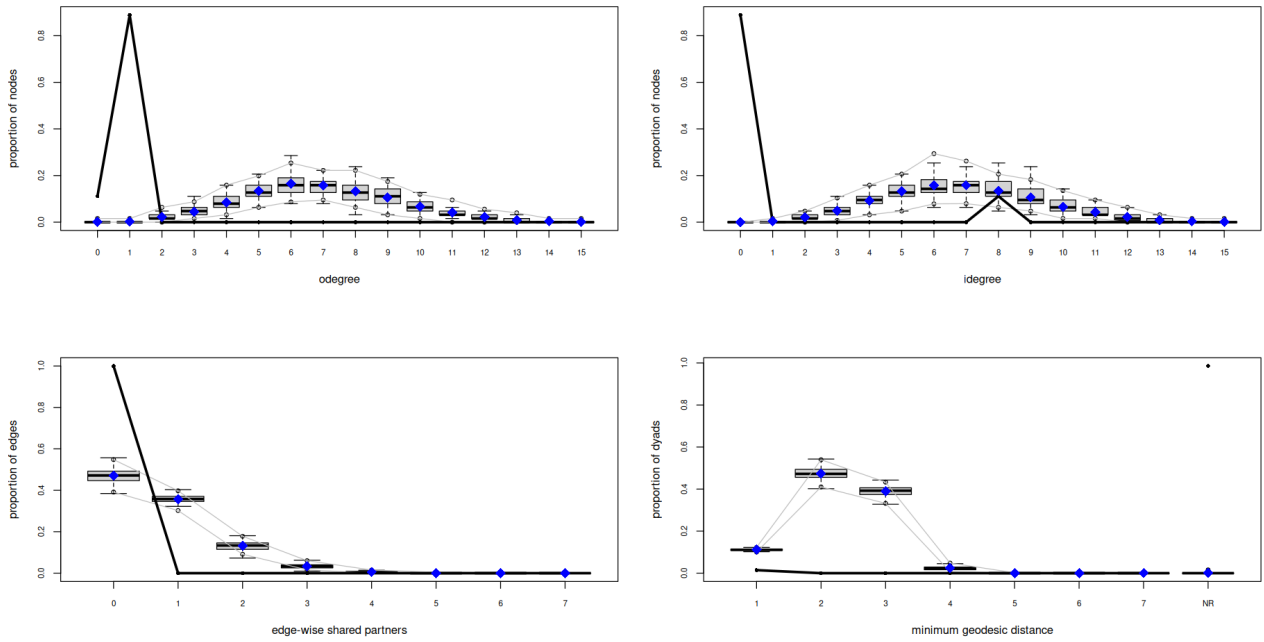 proportion of nodes
0.0 0.2 0.4 0.6 0.8
0 1 2 3 4 5 6 7 8 9 10 11 12 13 14 15
odegree
proportion of nodes
0.0 0.2 0.4 0.6 0.8
0 1 2 3 4 5 6 7 8 9 10 11 12 13 14 15
idegree
proportion of edges
0.0 0.2 0.4 0.6 0.8 1.0
0 1 2 3 4 5 6 7
edge-wise shared partners
proportion of dyads
0.0 0.2 0.4 0.6 0.8 1.0
1 2 3 4 5 6 7 NR
minimum geodesic distance